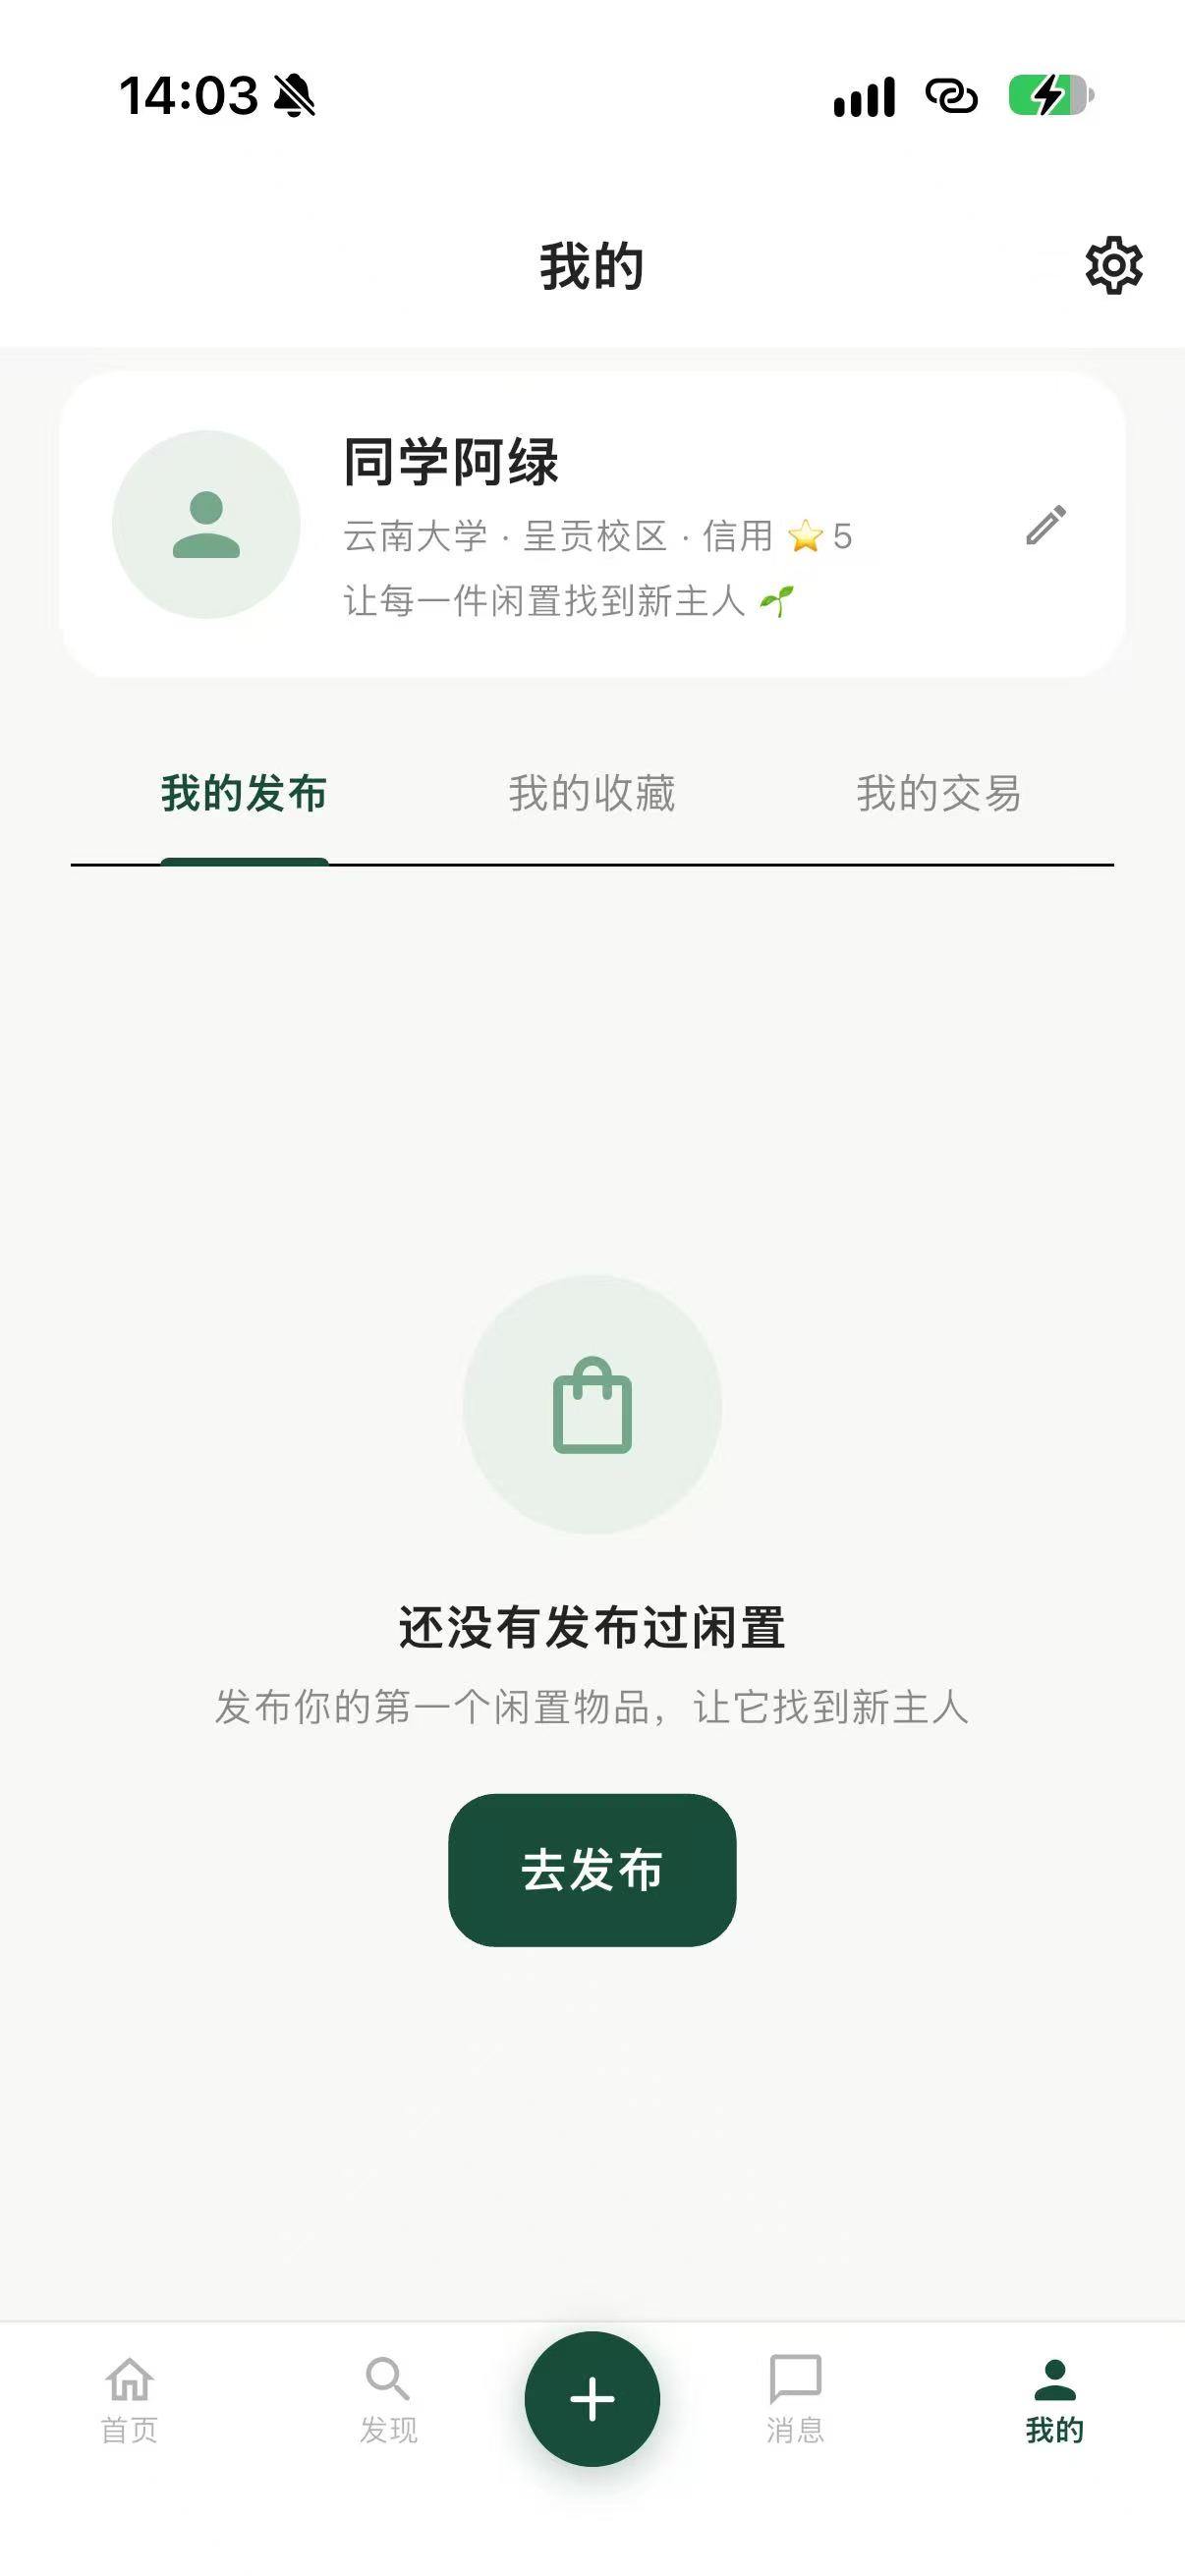 14:03
我的
同学阿绿
云南大学 · 呈贡校区 · 信用 ⭐ 5
让每一件闲置找到新主人 🌱
我的发布 我的收藏 我的交易
还没有发布过闲置
发布你的第一个闲置物品，让它找到新主人
去发布
首页 发现 消息 我的